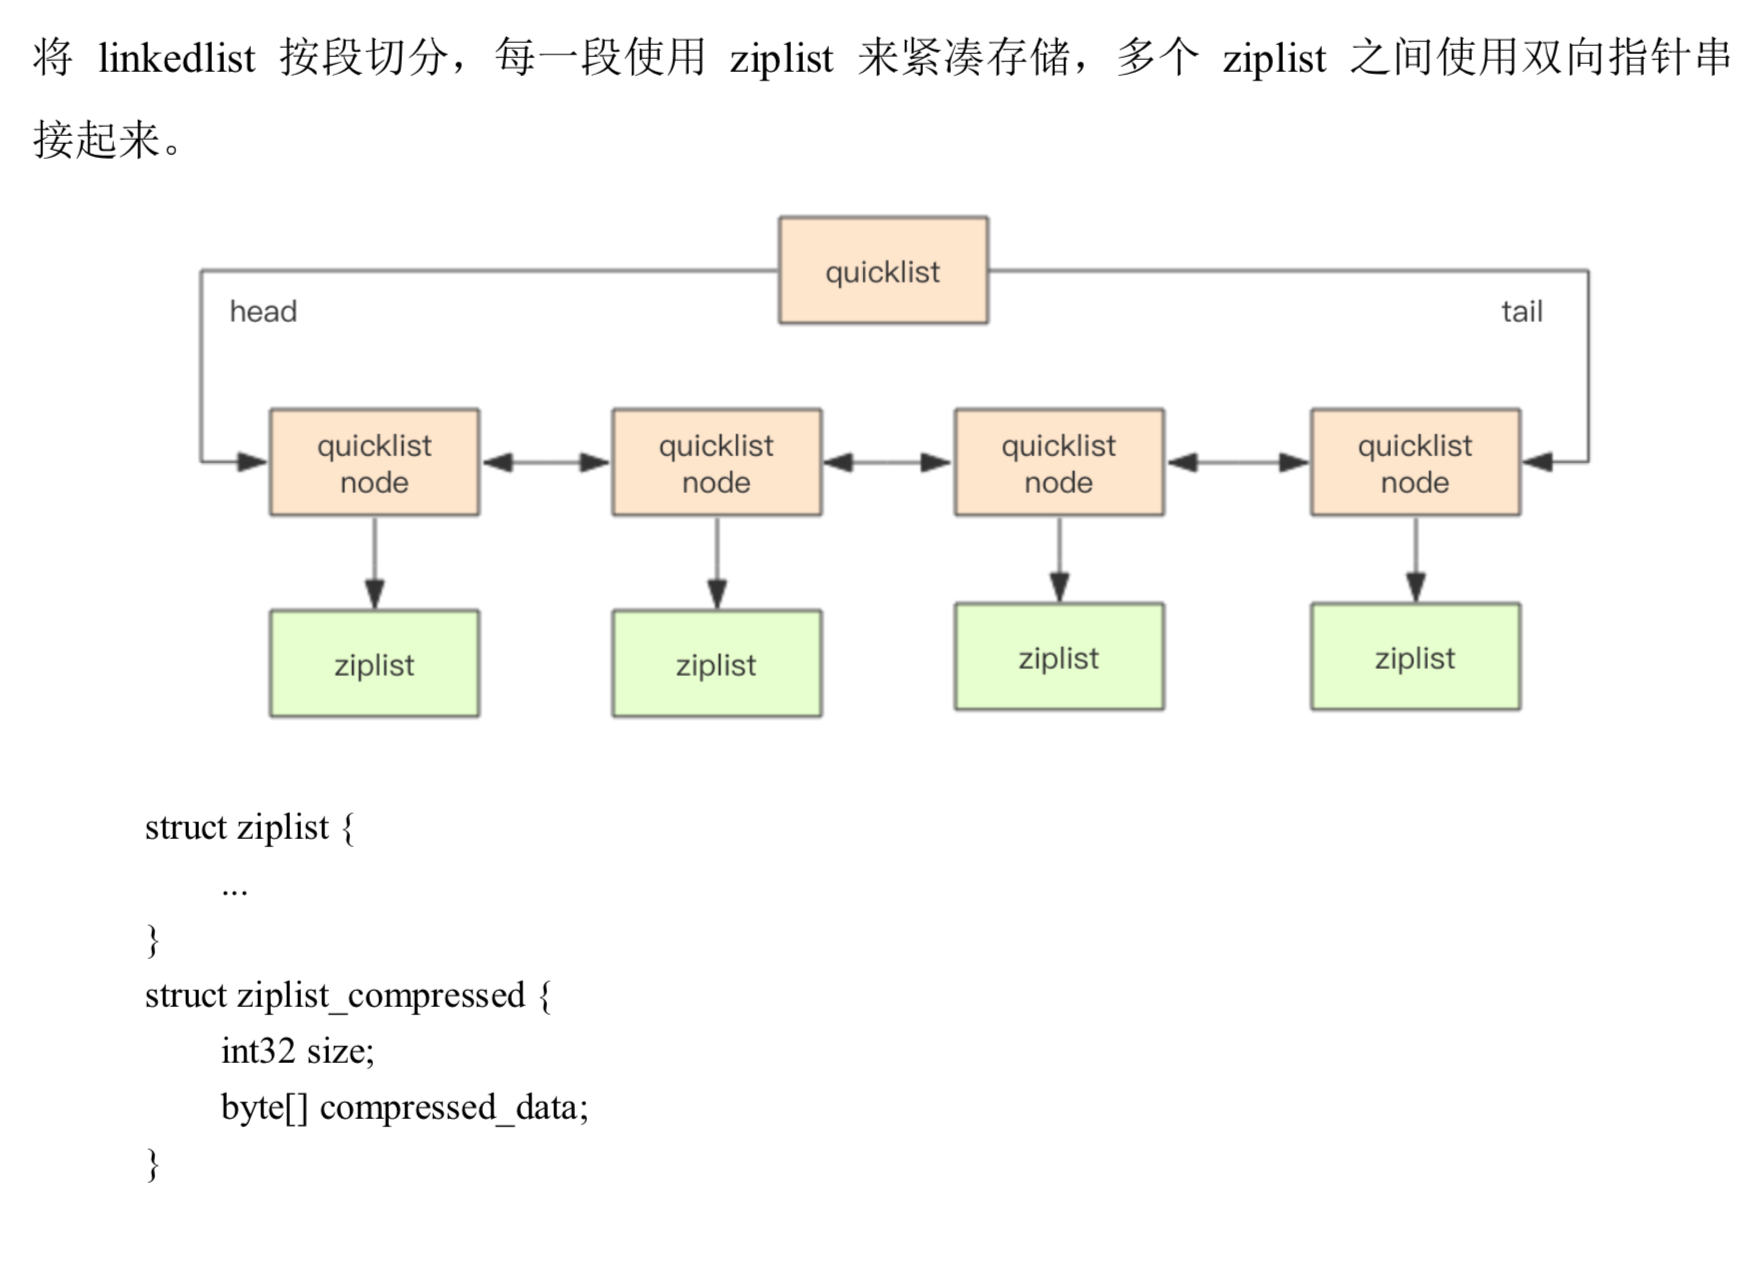 将 linkedlist 按段切分，每一段使用 ziplist 来紧凑存储，多个 ziplist 之间使用双向指针串
接起来。
quicklist
head
tail
quicklist
node
quicklist
node
quicklist
node
quicklist
node
ziplist
ziplist
ziplist
ziplist
struct ziplist {
...
}
struct ziplist_compressed {
int32 size;
byte[] compressed_data;
}